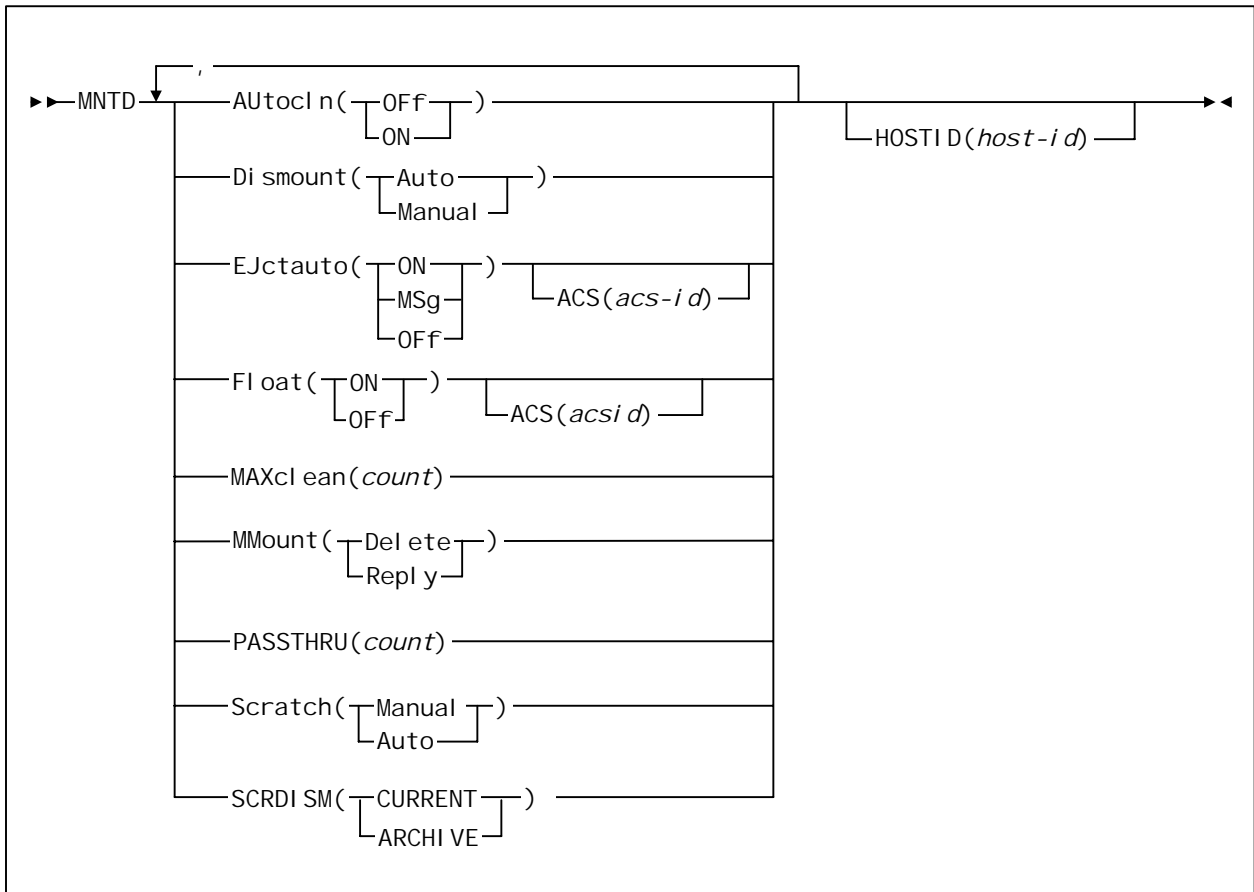 ,
MNTD AUtocln( OFf )
ON
HOSTID(host-id)
Dismount( Auto )
Manual
EJctauto( ON )
MSg
ACS(acs-id)
OFf
Float( ON )
OFf
ACS(acsid)
MAXclean(count)
MMount( Delete )
Reply
PASSTHRU(count)
Scratch( Manual )
Auto
SCRDISM( CURRENT )
ARCHIVE